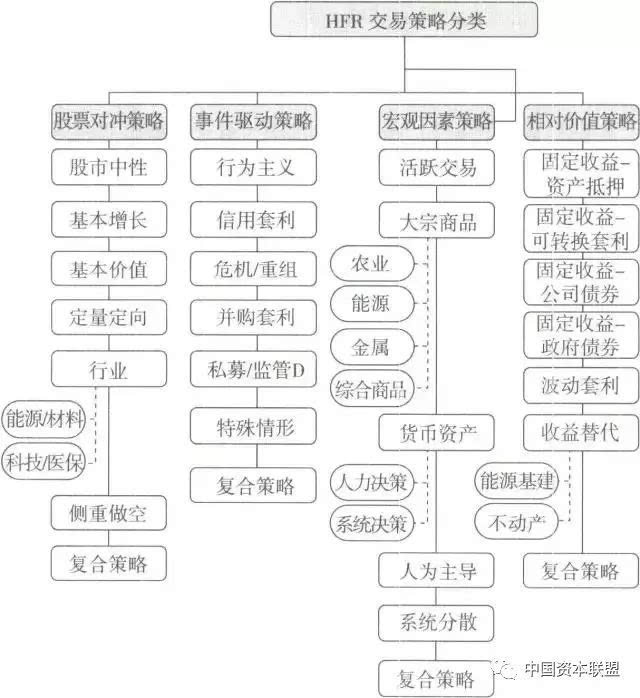 HFR 交易策略分类
股票对冲策略
股市中性
基本增长
基本价值
定量定向
行业
能源/材料
科技/医保
侧重做空
复合策略
事件驱动策略
行为主义
信用套利
危机/重组
并购套利
私募/监管D
特殊情形
复合策略
宏观因素策略
活跃交易
大宗商品
农业
能源
金属
综合商品
货币资产
人力决策
系统决策
人为主导
系统分散
复合策略
相对价值策略
固定收益-
资产抵押
固定收益-
可转换套利
固定收益-
公司债券
固定收益-
政府债券
波动套利
收益替代
能源基建
不动产
复合策略
中国资本联盟